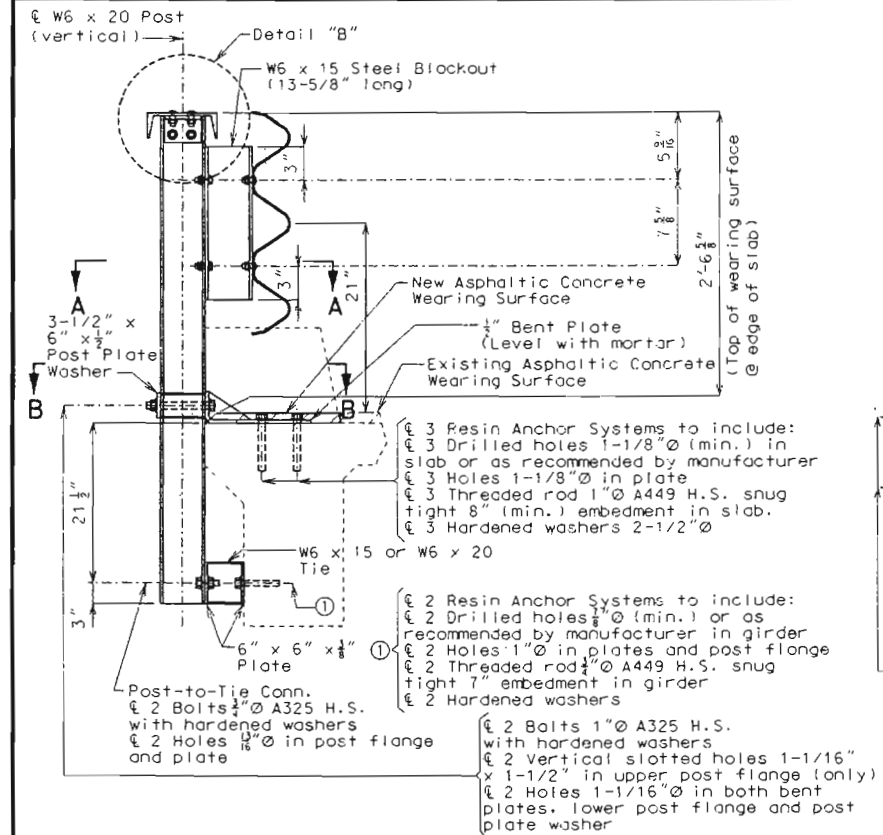 ℄ W6 x 20 Post
(vertical)
Detail "B"
W6 x 15 Steel Blockout
(13-5/8" long)
3"
5 9/16"
7 5/8"
2'-6 5/8"
(Top of wearing surface
@ edge of slab)
A
A
3"
21"
3-1/2" x
6" x 1/2"
Post Plate
Washer
New Asphaltic Concrete
Wearing Surface
1/2" Bent Plate
(Level with mortar)
Existing Asphaltic Concrete
Wearing Surface
B
B
℄ 3 Resin Anchor Systems to include:
℄ 3 Drilled holes 1-1/8"Ø (min.) in
slab or as recommended by manufacturer
℄ 3 Holes 1-1/8"Ø in plate
℄ 3 Threaded rod 1"Ø A449 H.S. snug
tight 8" (min.) embedment in slab.
℄ 3 Hardened washers 2-1/2"Ø
21 1/2"
3"
W6 x 15 or W6 x 20
Tie
1
6" x 6" x 3/8"
Plate
1
℄ 2 Resin Anchor Systems to include:
℄ 2 Drilled holes 7/8"Ø (min.) or as
recommended by manufacturer in girder
℄ 2 Holes 1"Ø in plates and post flange
℄ 2 Threaded rod 3/4"Ø A449 H.S. snug
tight 7" embedment in girder
℄ 2 Hardened washers
Post-to-Tie Conn.
℄ 2 Bolts 3/4"Ø A325 H.S.
with hardened washers
℄ 2 Holes 13/16"Ø in post flange
and plate
℄ 2 Bolts 1"Ø A325 H.S.
with hardened washers
℄ 2 Vertical slotted holes 1-1/16"
x 1-1/2" in upper post flange (only)
℄ 2 Holes 1-1/16"Ø in both bent
plates, lower post flange and post
plate washer